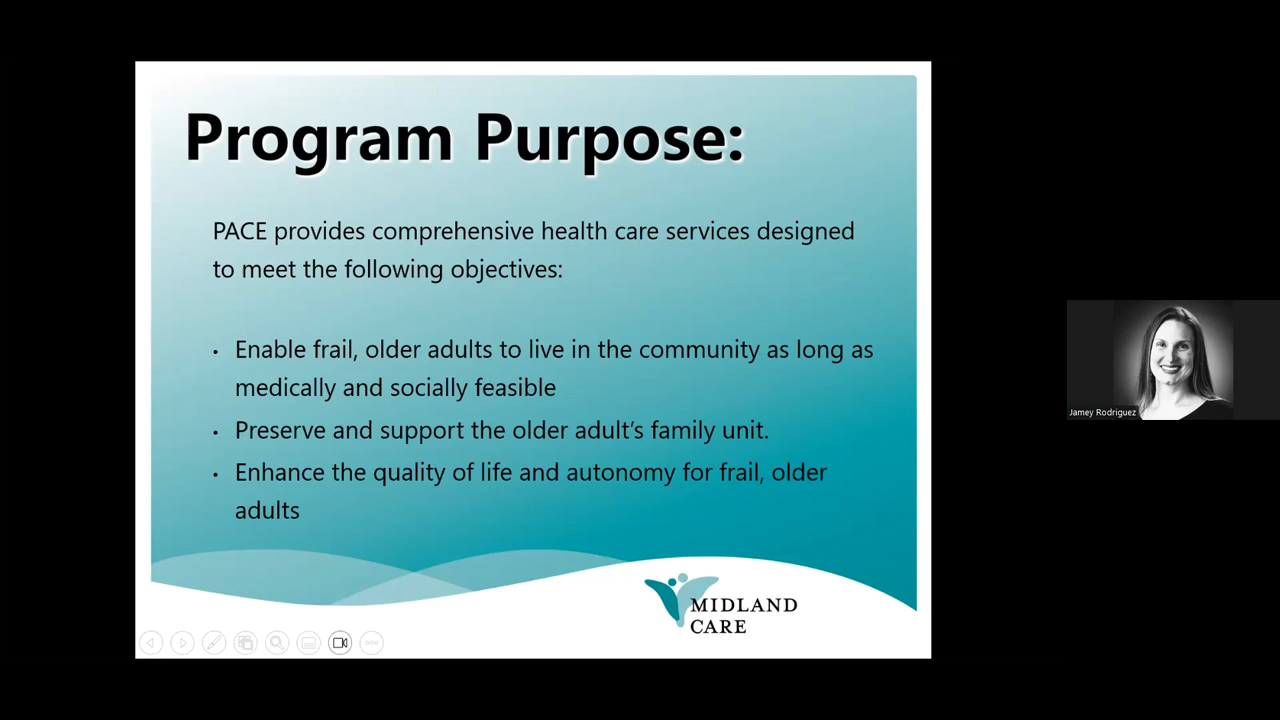 Program Purpose:
PACE provides comprehensive health care services designed
to meet the following objectives:
• Enable frail, older adults to live in the community as long as
medically and socially feasible
• Preserve and support the older adult’s family unit.
• Enhance the quality of life and autonomy for frail, older
adults
MIDLAND
CARE
Jamey Rodriguez